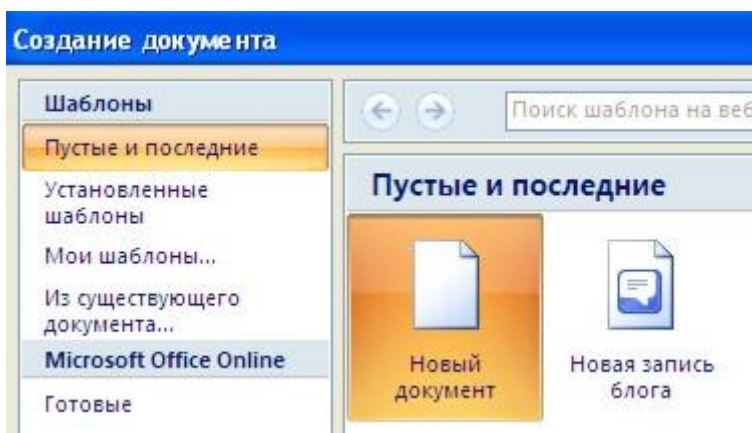 Создание документа
Шаблоны
Пустые и последние
Установленные
шаблоны
Мои шаблоны...
Из существующего
документа...
Microsoft Office Online
Готовые
Поиск шаблона на веб
Пустые и последние
Новый
документ
Новая запись
блога